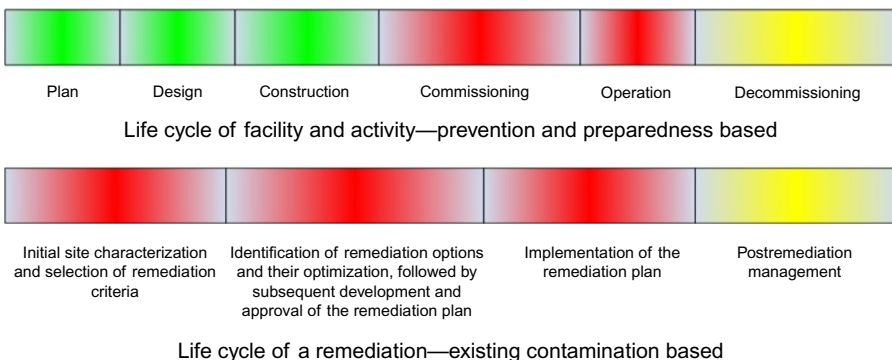 Plan Design Construction Commissioning Operation Decommissioning
Life cycle of facility and activity—prevention and preparedness based
Initial site characterization
and selection of remediation
criteria
Identification of remediation options
and their optimization, followed by
subsequent development and
approval of the remediation plan
Implementation of the
remediation plan
Postremediation
management
Life cycle of a remediation—existing contamination based